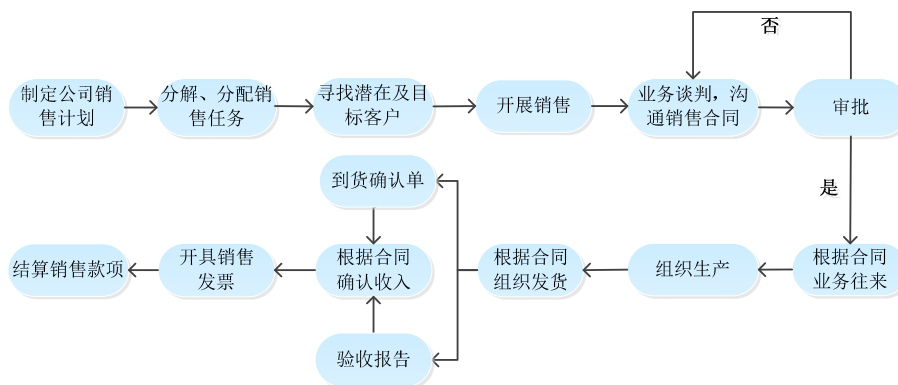 否
制定公司销
售计划
分解、分配销
售任务
寻找潜在及目
标客户
开展销售
业务谈判，沟
通销售合同
审批
是
到货确认单
结算销售款项
开具销售
发票
根据合同
确认收入
根据合同
组织发货
组织生产
根据合同
业务往来
验收报告